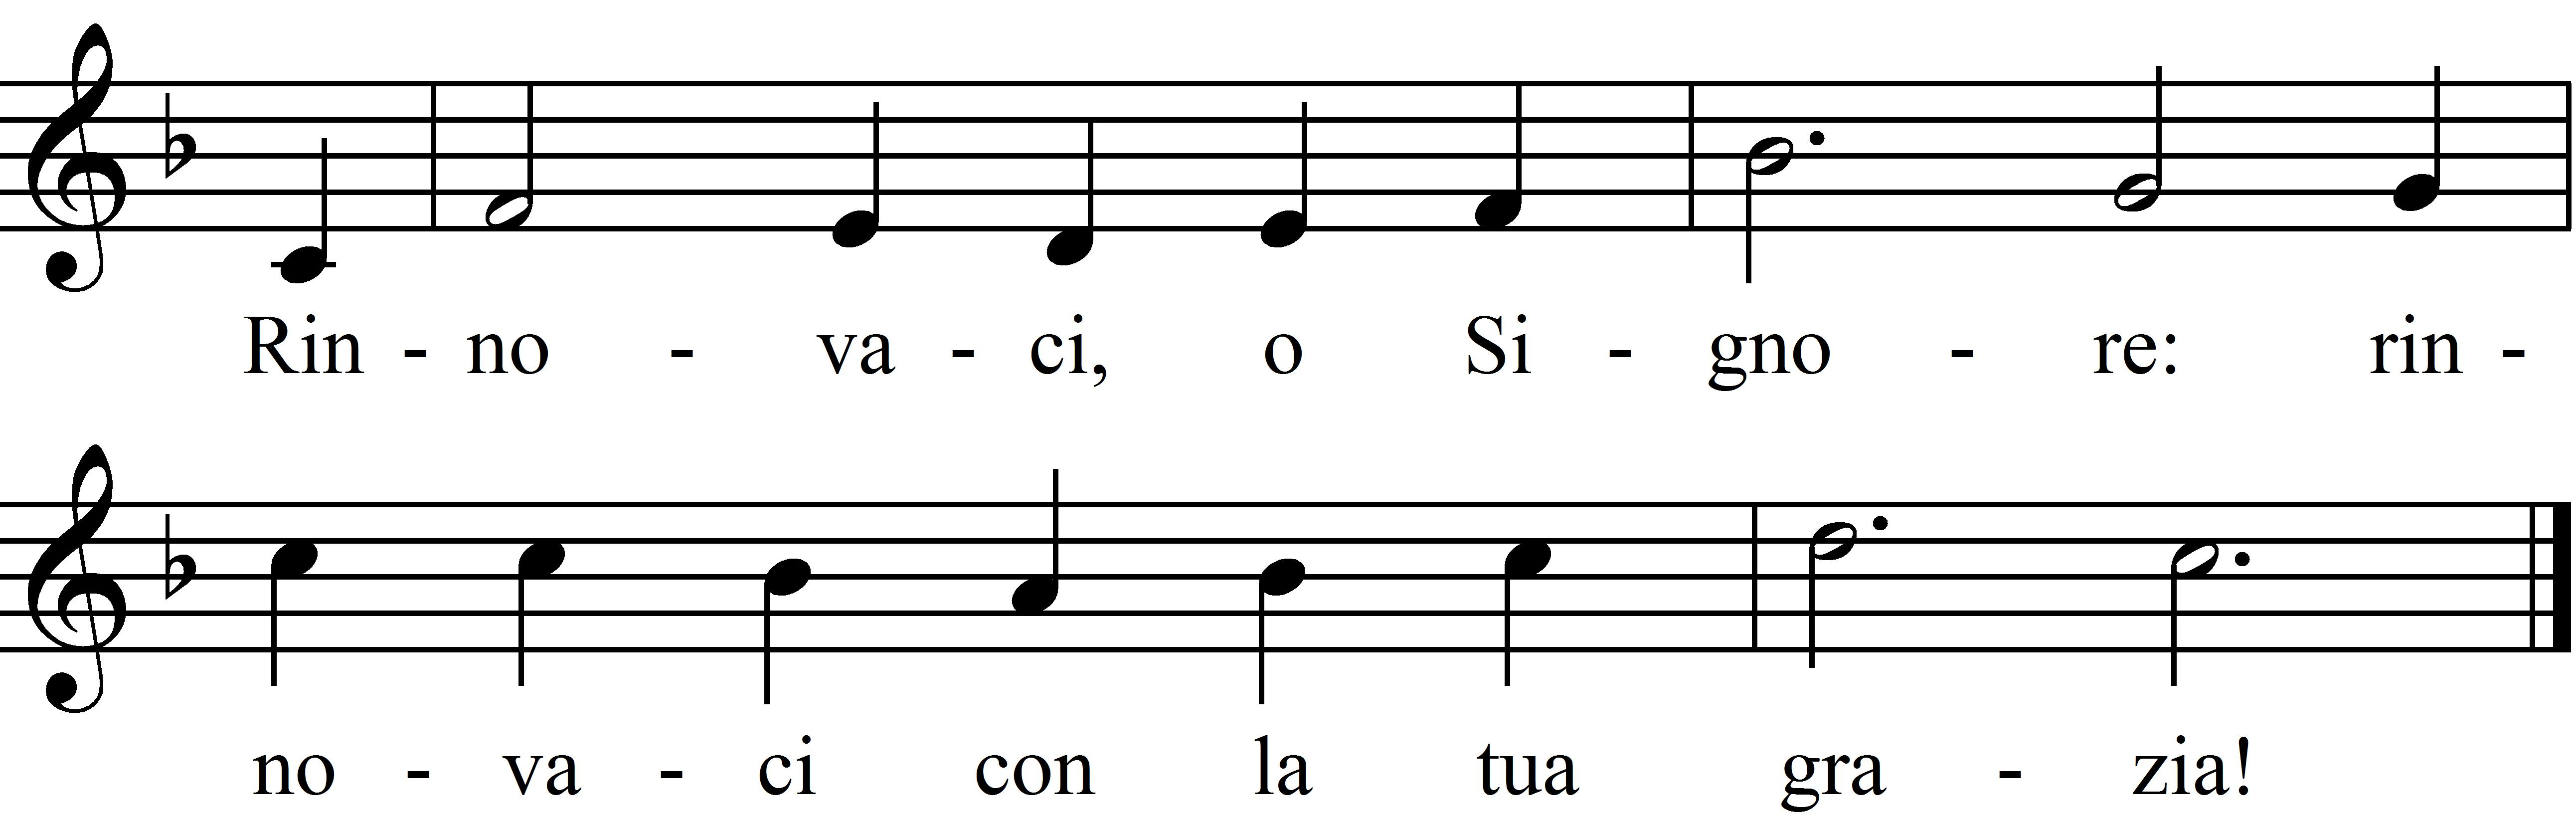 Rin - no - va - ci, o Si - gno - re: rin -
no - va - ci con la tua gra - zia!